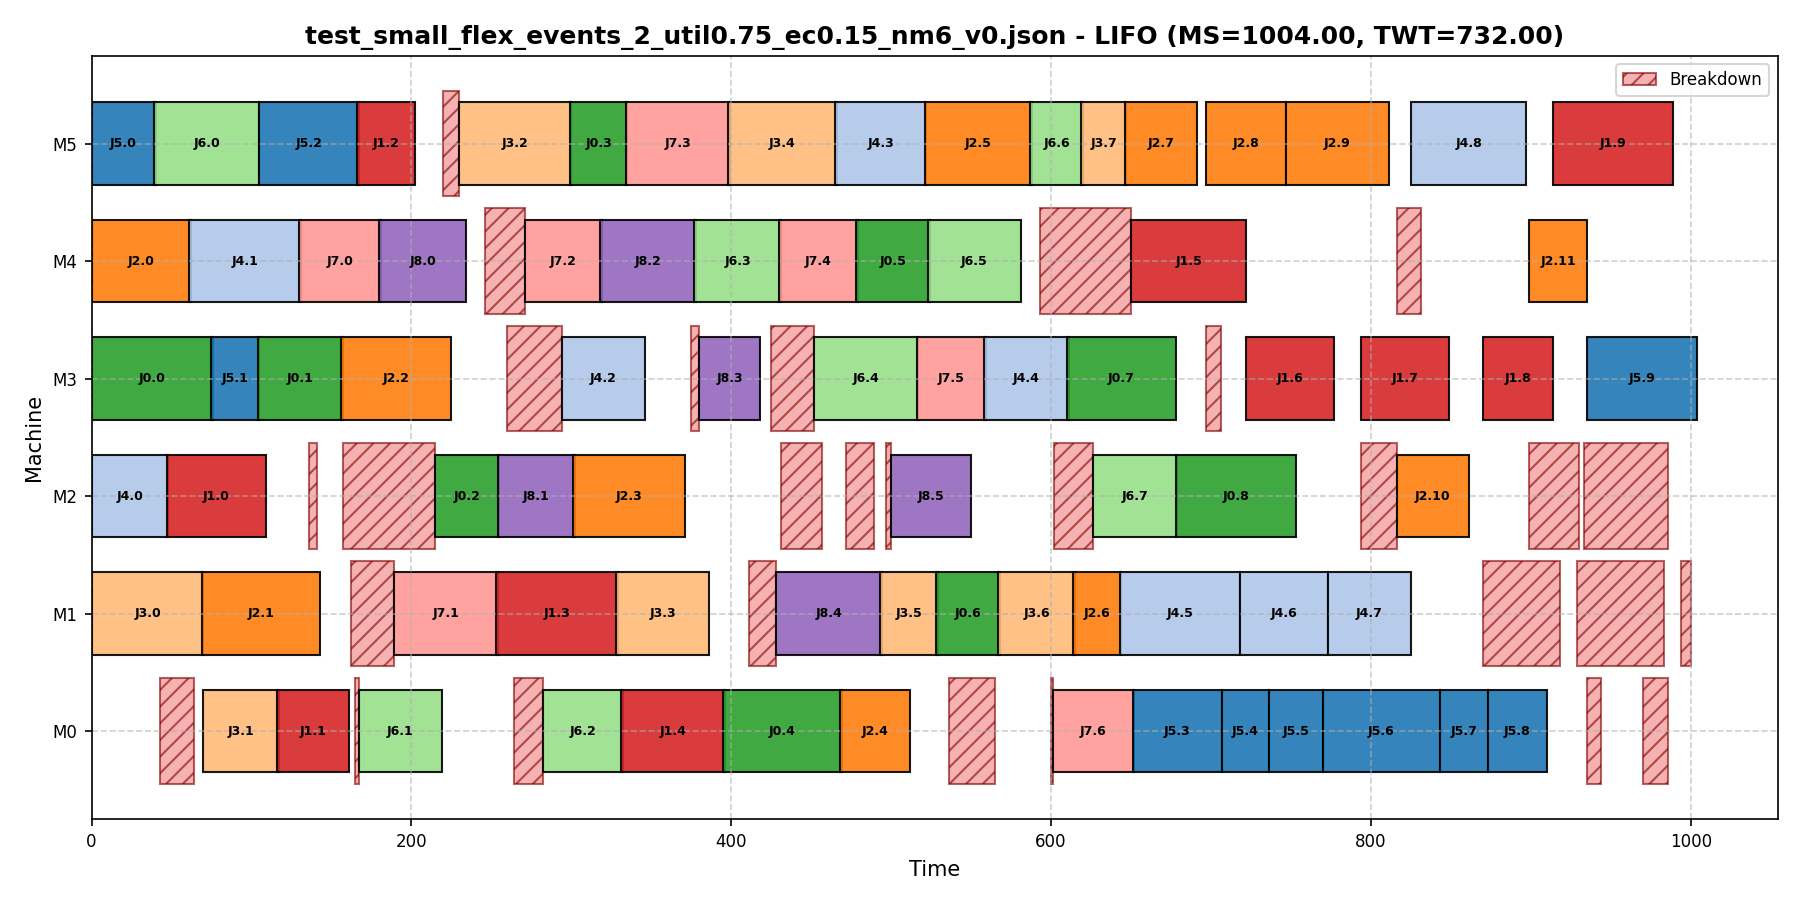 test_small_flex_events_2_util0.75_ec0.15_nm6_v0.json - LIFO (MS=1004.00, TWT=732.00)
Breakdown
M5
J5.0 J6.0 J5.2 J1.2 J3.2 J0.3 J7.3 J3.4 J4.3 J2.5 J6.6 J3.7 J2.7 J2.8 J2.9 J4.8 J1.9
M4
J2.0 J4.1 J7.0 J8.0 J7.2 J8.2 J6.3 J7.4 J0.5 J6.5 J1.5 J2.11
M3
J0.0 J5.1 J0.1 J2.2 J4.2 J8.3 J6.4 J7.5 J4.4 J0.7 J1.6 J1.7 J1.8 J5.9
M2
J4.0 J1.0 J0.2 J8.1 J2.3 J8.5 J6.7 J0.8 J2.10
M1
J3.0 J2.1 J7.1 J1.3 J3.3 J8.4 J3.5 J0.6 J3.6 J2.6 J4.5 J4.6 J4.7
M0
J3.1 J1.1 J6.1 J6.2 J1.4 J0.4 J2.4 J7.6 J5.3 J5.4 J5.5 J5.6 J5.7 J5.8
Machine
0 200 400 600 800 1000
Time